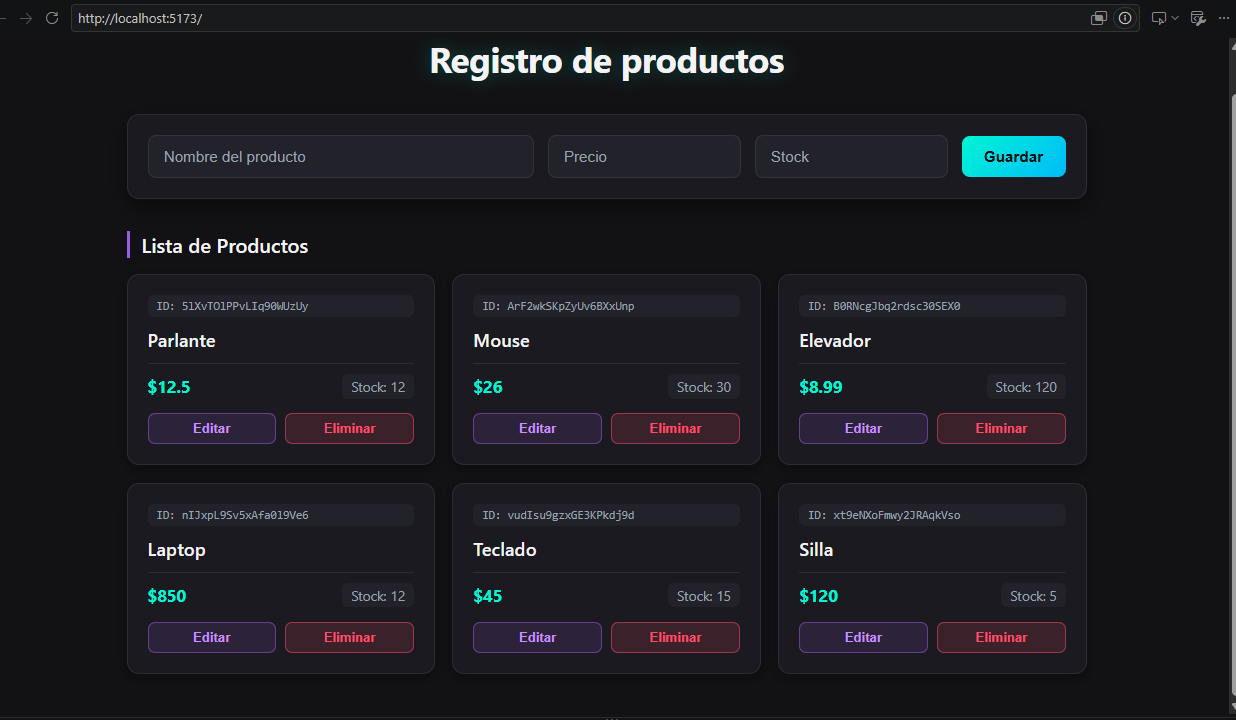 http://localhost:5173/
Registro de productos
Nombre del producto Precio Stock Guardar
Lista de Productos
ID: 5lXvTOlPPvLIq90WUzUy ID: ArF2wkSKpZyUv6BXxUnp ID: B0RNcgJbq2rdsc30SEX0
Parlante Mouse Elevador
$12.5 Stock: 12 $26 Stock: 30 $8.99 Stock: 120
Editar Eliminar Editar Eliminar Editar Eliminar
ID: nIJxpL9Sv5xAfa0l9Ve6 ID: vudIsu9gzxGE3KPkdj9d ID: xt9eNXoFmwy2JRAqkVso
Laptop Teclado Silla
$850 Stock: 12 $45 Stock: 15 $120 Stock: 5
Editar Eliminar Editar Eliminar Editar Eliminar